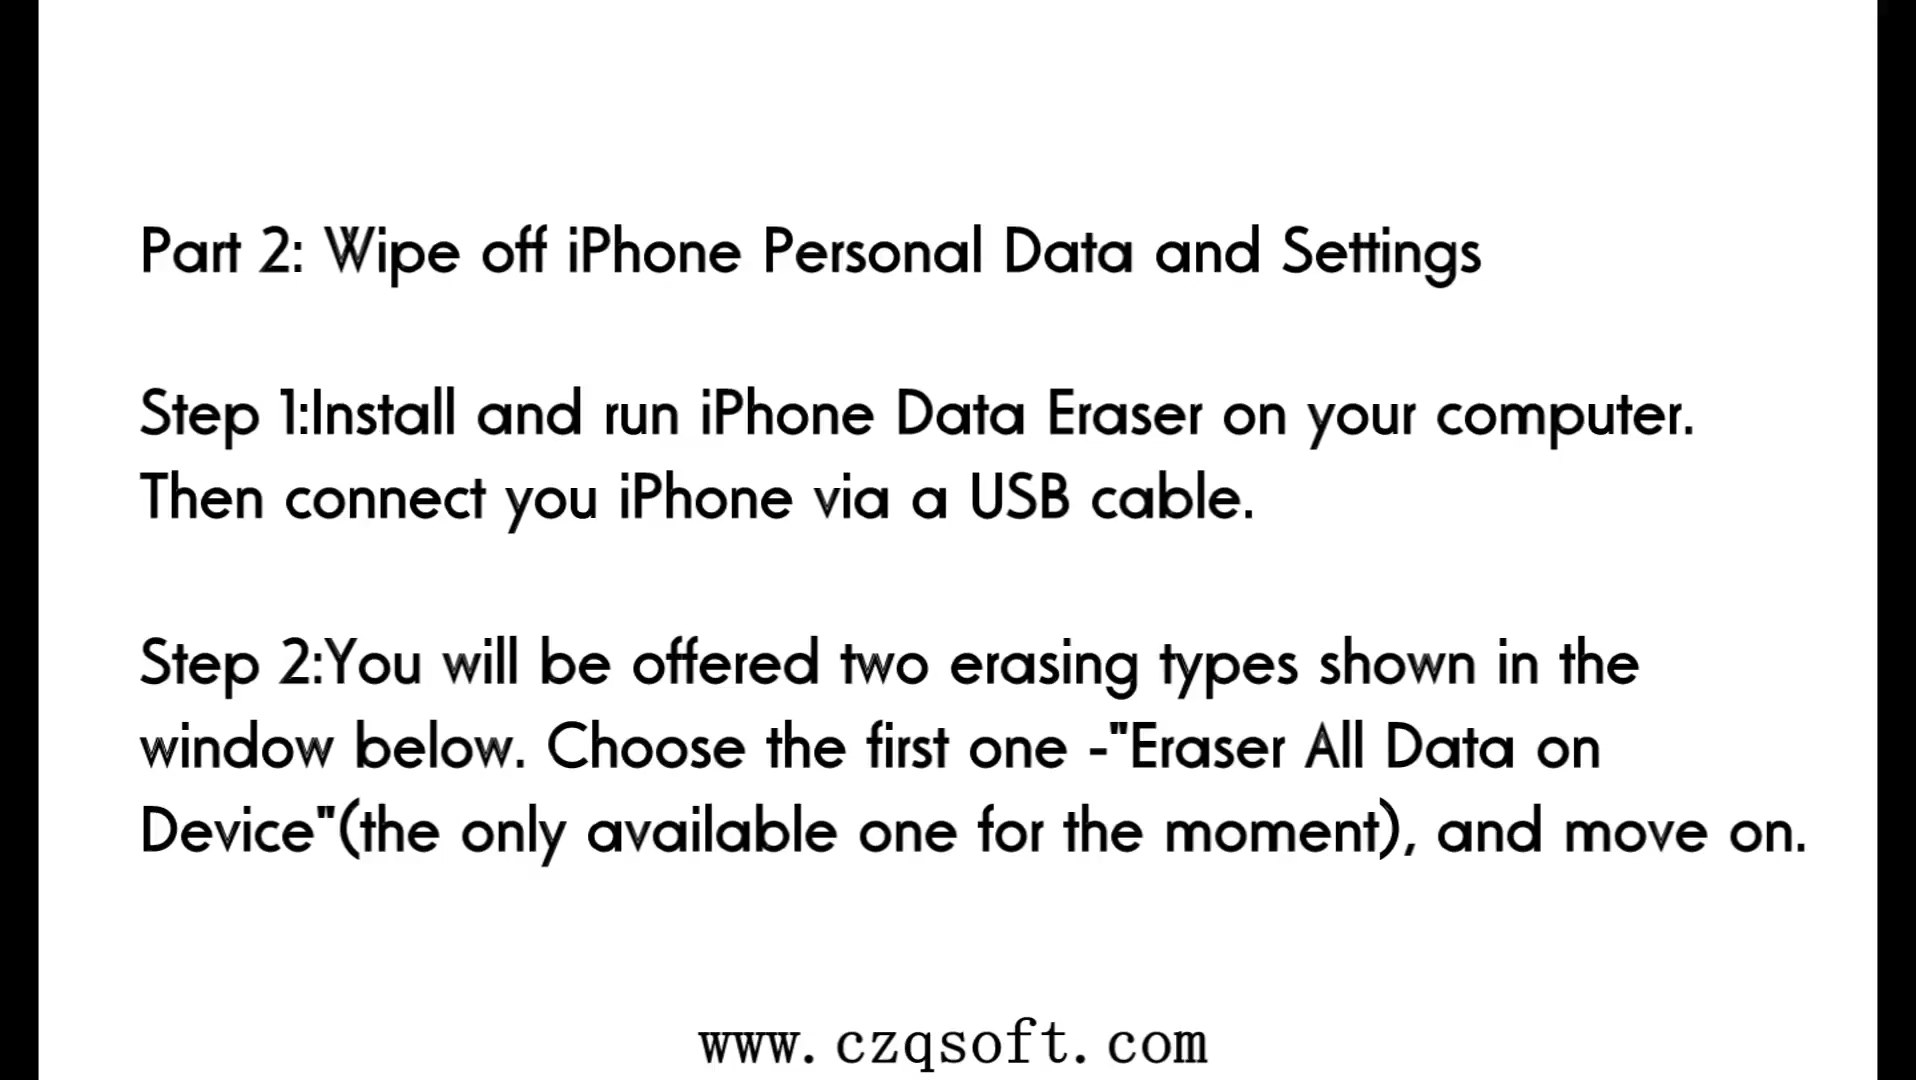 Part 2: Wipe off iPhone Personal Data and Settings
Step 1:Install and run iPhone Data Eraser on your computer.
Then connect you iPhone via a USB cable.
Step 2:You will be offered two erasing types shown in the
window below. Choose the first one -"Eraser All Data on
Device"(the only available one for the moment), and move on.
www.czqsoft.com